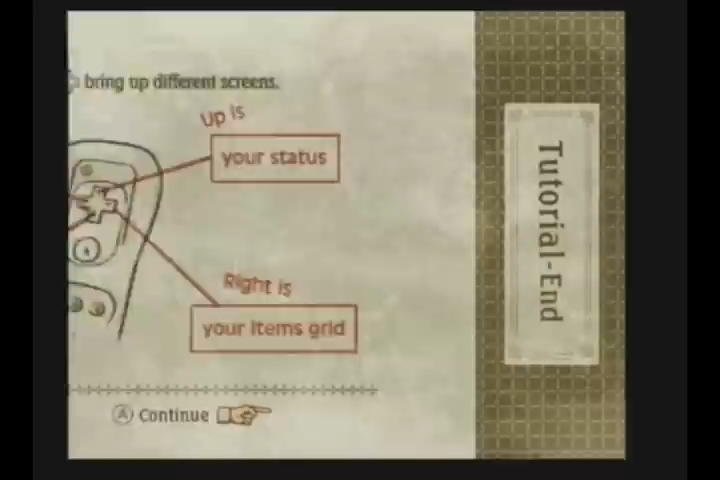 bring up different screens.
Up is
your status
Right is
your items grid
A Continue
Tutorial-End